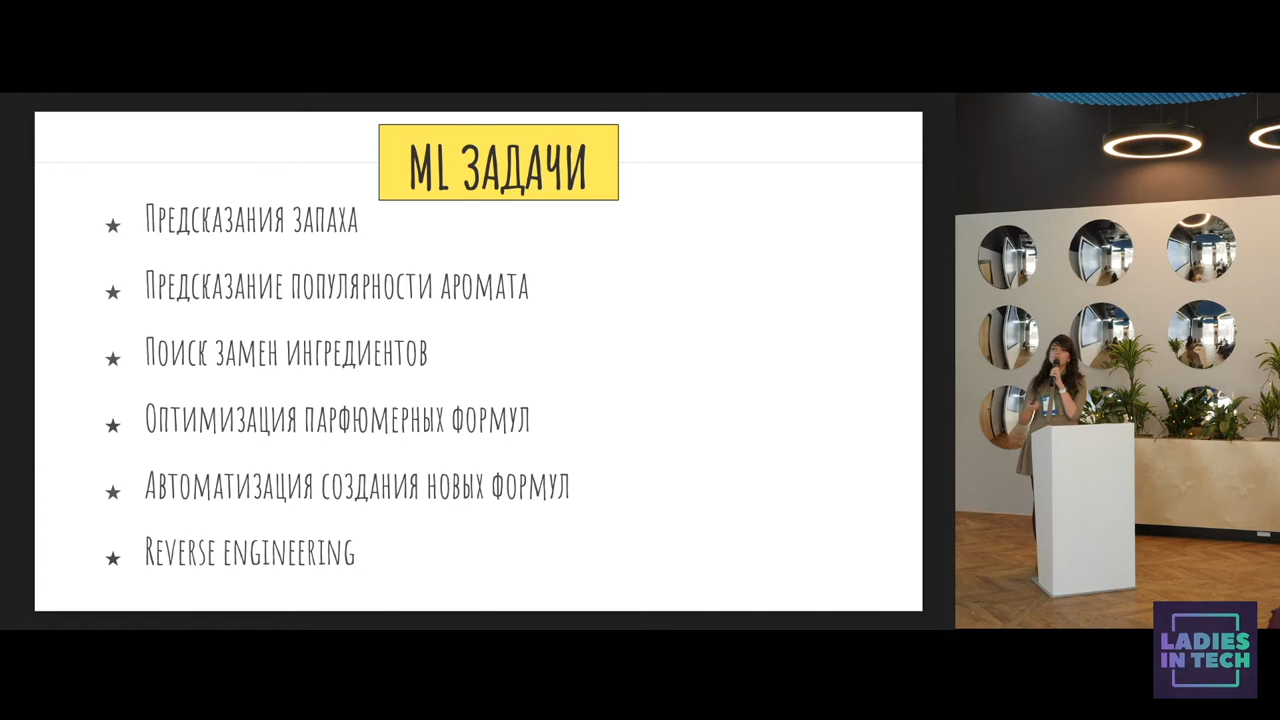 ML ЗАДАЧИ
★ Предсказания запаха
★ Предсказание популярности аромата
★ Поиск замен ингредиентов
★ Оптимизация парфюмерных формул
★ Автоматизация создания новых формул
★ Reverse engineering
LADIES
IN TECH